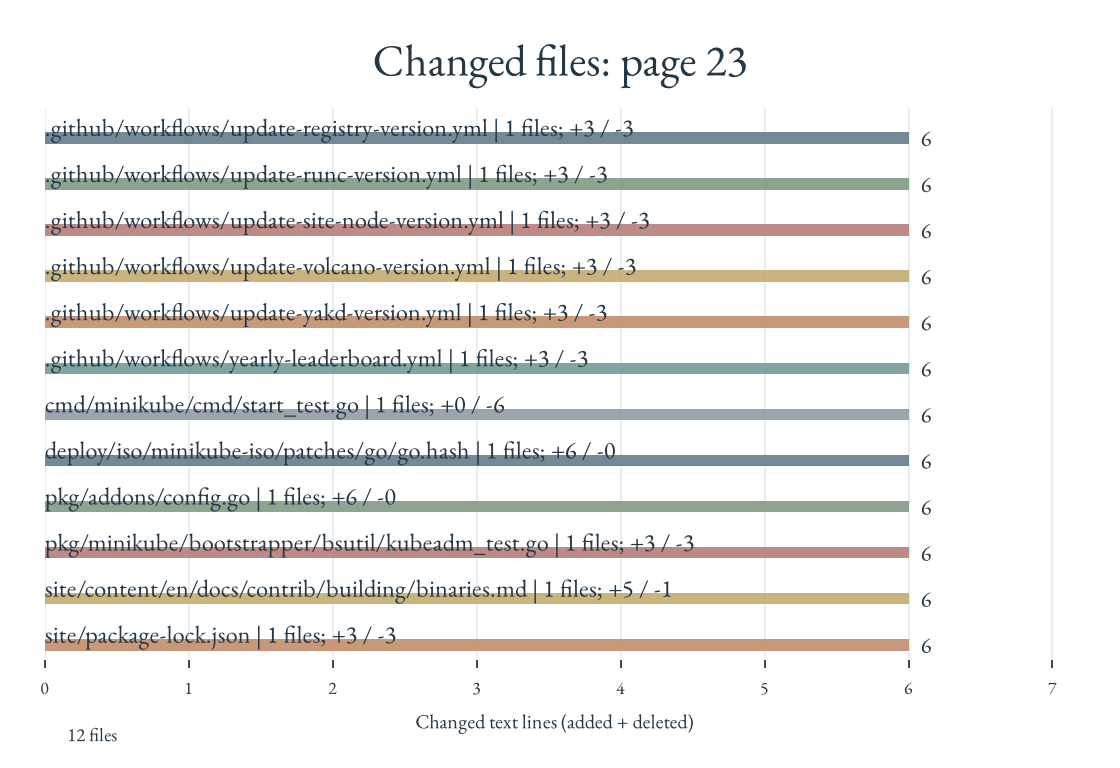 Changed files: page 23
.github/workflows/update-registry-version.yml | 1 files; +3 / -3
6
.github/workflows/update-runc-version.yml | 1 files; +3 / -3
6
.github/workflows/update-site-node-version.yml | 1 files; +3 / -3
6
.github/workflows/update-volcano-version.yml | 1 files; +3 / -3
6
.github/workflows/update-yakd-version.yml | 1 files; +3 / -3
6
.github/workflows/yearly-leaderboard.yml | 1 files; +3 / -3
6
cmd/minikube/cmd/start_test.go | 1 files; +0 / -6
6
deploy/iso/minikube-iso/patches/go/go.hash | 1 files; +6 / -0
6
pkg/addons/config.go | 1 files; +6 / -0
6
pkg/minikube/bootstrapper/bsutil/kubeadm_test.go | 1 files; +3 / -3
6
site/content/en/docs/contrib/building/binaries.md | 1 files; +5 / -1
6
site/package-lock.json | 1 files; +3 / -3
6
0 1 2 3 4 5 6 7
Changed text lines (added + deleted)
12 files